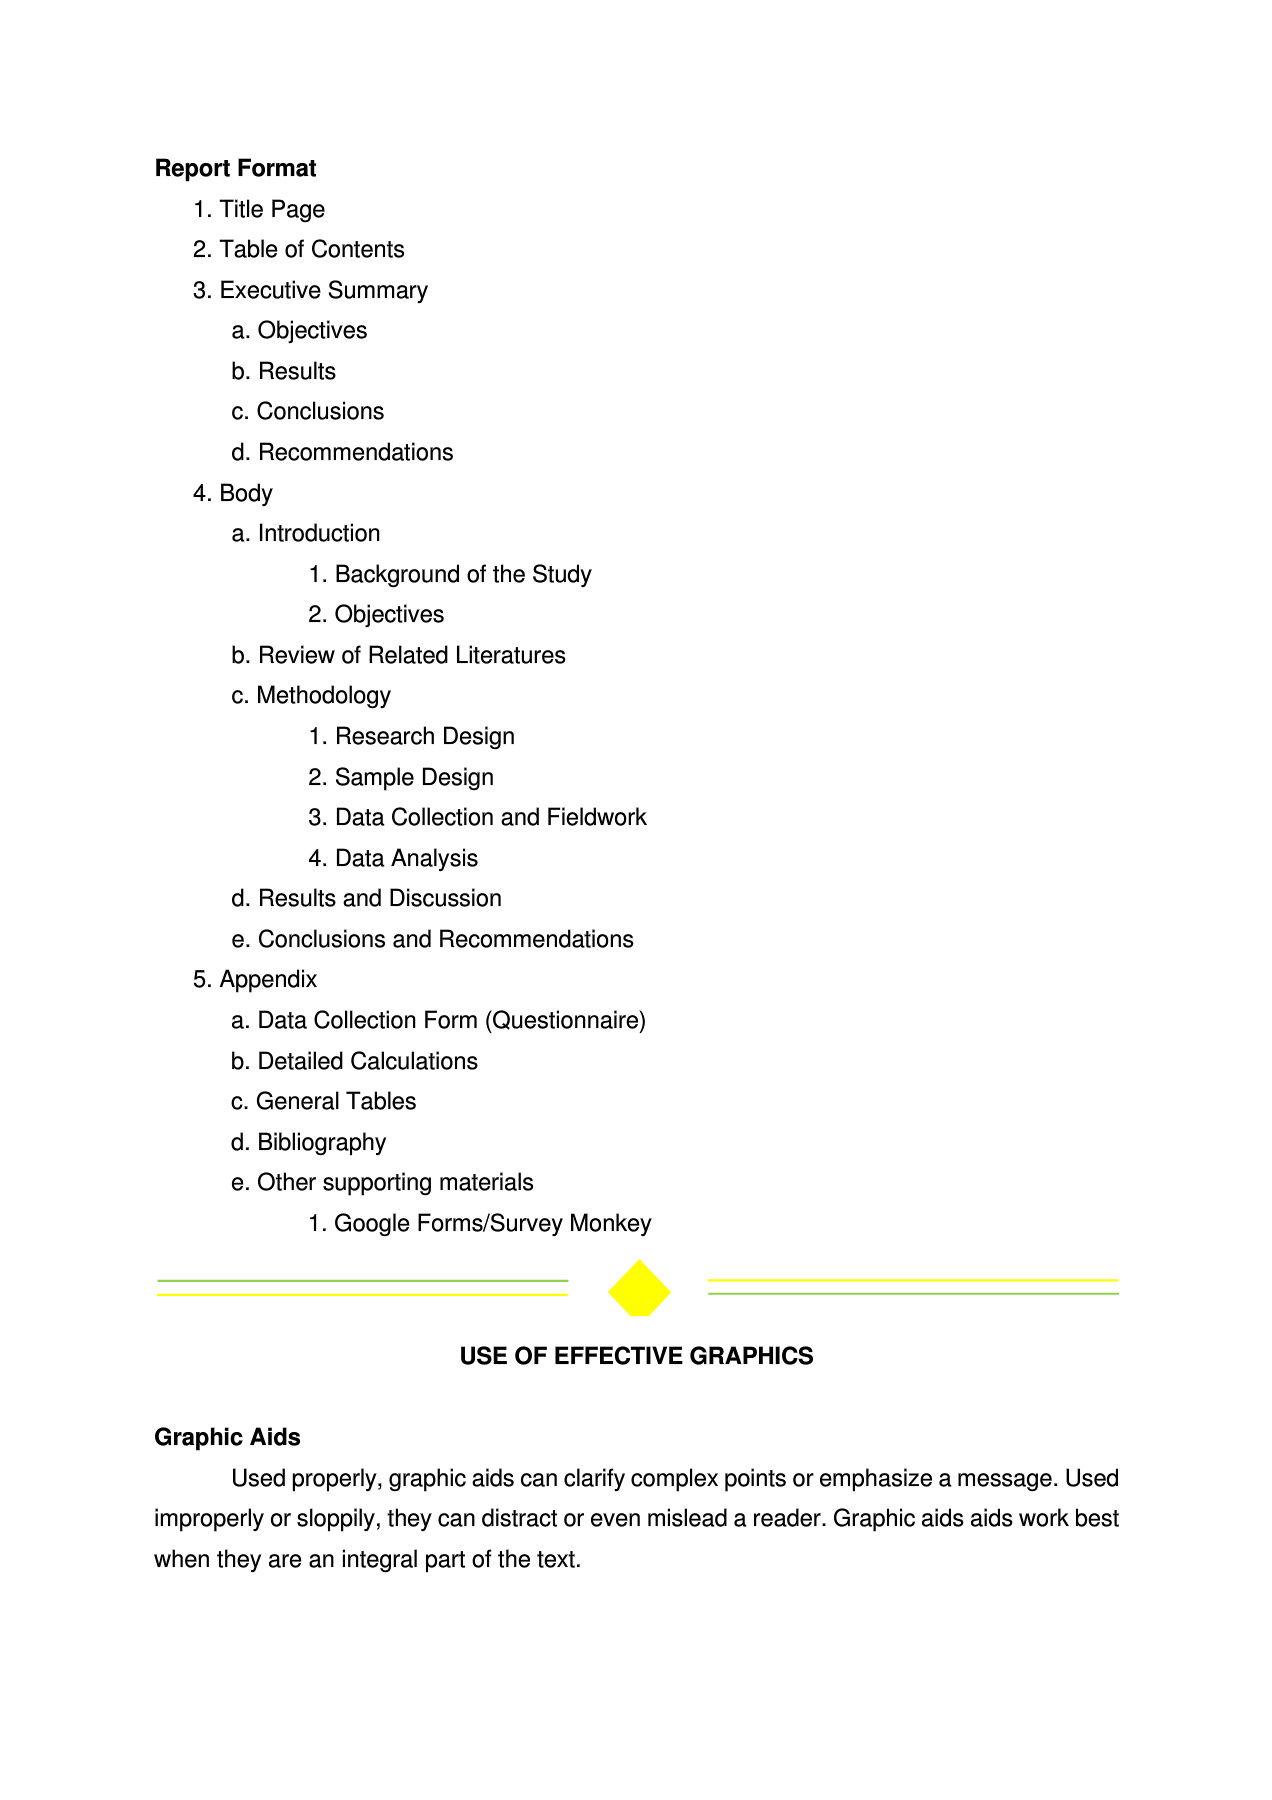 Report Format
1. Title Page
2. Table of Contents
3. Executive Summary
a. Objectives
b. Results
c. Conclusions
d. Recommendations
4. Body
a. Introduction
1. Background of the Study
2. Objectives
b. Review of Related Literatures
c. Methodology
1. Research Design
2. Sample Design
3. Data Collection and Fieldwork
4. Data Analysis
d. Results and Discussion
e. Conclusions and Recommendations
5. Appendix
a. Data Collection Form (Questionnaire)
b. Detailed Calculations
c. General Tables
d. Bibliography
e. Other supporting materials
1. Google Forms/Survey Monkey
USE OF EFFECTIVE GRAPHICS
Graphic Aids
Used properly, graphic aids can clarify complex points or emphasize a message. Used
improperly or sloppily, they can distract or even mislead a reader. Graphic aids aids work best
when they are an integral part of the text.